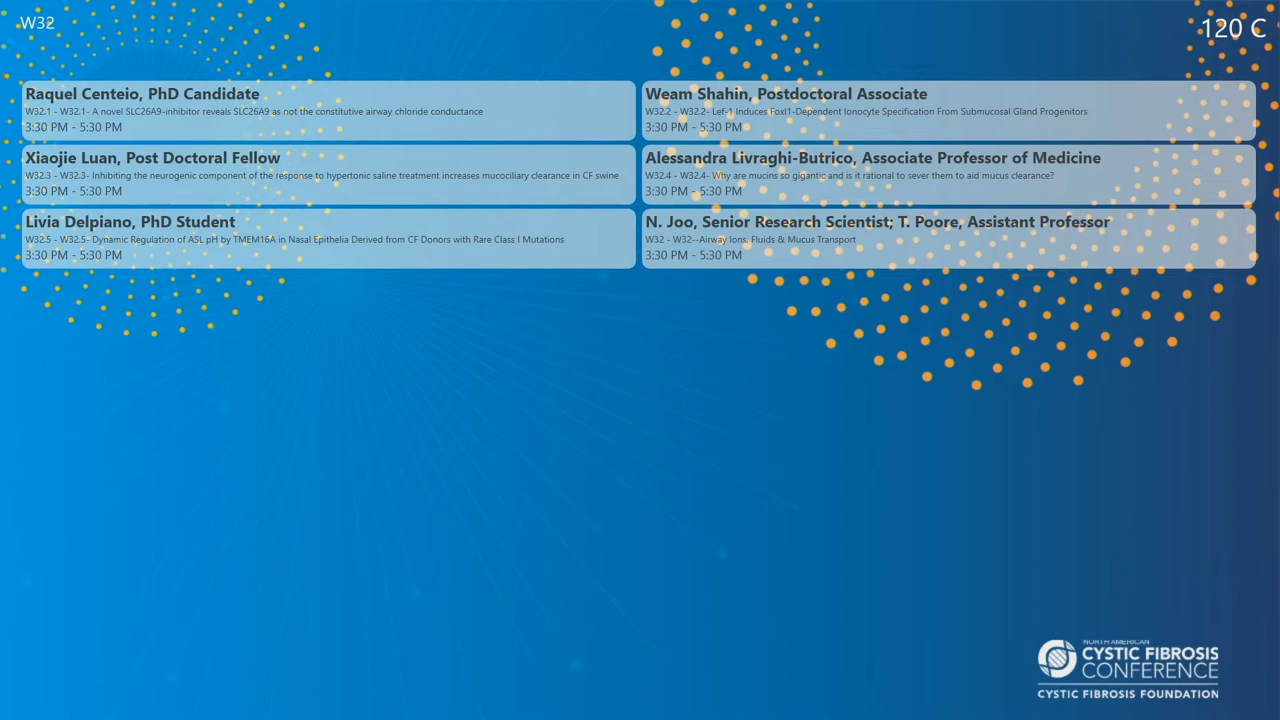 W32
120 C
Raquel Centeio, PhD Candidate
W32.1 - W32.1- A novel SLC26A9-inhibitor reveals SLC26A9 as not the constitutive airway chloride conductance
3:30 PM - 5:30 PM
Weam Shahin, Postdoctoral Associate
W32.2 - W32.2- Lef-1 Induces Foxl1-Dependent Ionocyte Specification From Submucosal Gland Progenitors
3:30 PM - 5:30 PM
Xiaojie Luan, Post Doctoral Fellow
W32.3 - W32.3- Inhibiting the neurogenic component of the response to hypertonic saline treatment increases mucociliary clearance in CF swine
3:30 PM - 5:30 PM
Alessandra Livraghi-Butrico, Associate Professor of Medicine
W32.4 - W32.4- Why are mucins so gigantic and is it rational to sever them to aid mucus clearance?
3:30 PM - 5:30 PM
Livia Delpiano, PhD Student
W32.5 - W32.5- Dynamic Regulation of ASL pH by TMEM16A in Nasal Epithelia Derived from CF Donors with Rare Class I Mutations
3:30 PM - 5:30 PM
N. Joo, Senior Research Scientist; T. Poore, Assistant Professor
W32 - W32--Airway Ions, Fluids & Mucus Transport
3:30 PM - 5:30 PM
NORTH AMERICAN
CYSTIC FIBROSIS
CONFERENCE
CYSTIC FIBROSIS FOUNDATION